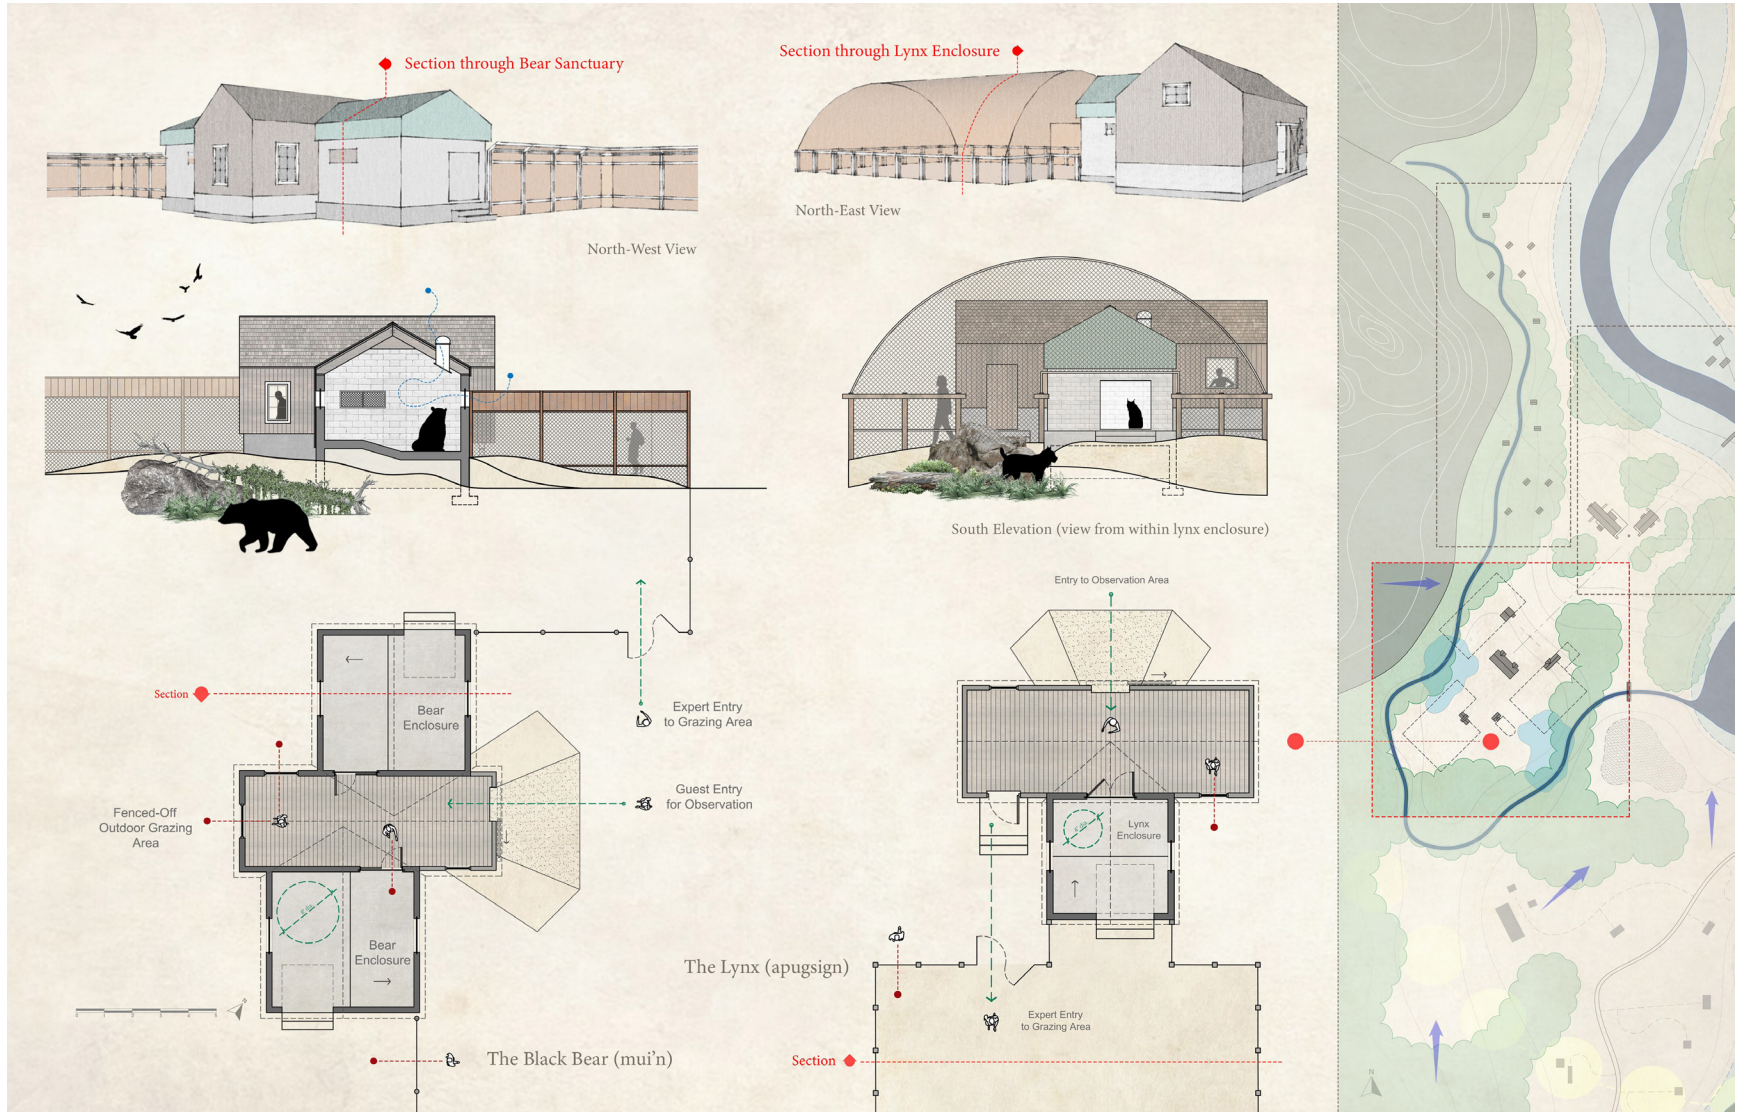 Section through Bear Sanctuary
Section through Lynx Enclosure
North-West View
North-East View
South Elevation (view from within lynx enclosure)
Entry to Observation Area
Section
Bear
Enclosure
Expert Entry
to Grazing Area
Guest Entry
for Observation
Fenced-Off
Outdoor Grazing
Area
Bear
Enclosure
The Black Bear (mui'n)
Lynx
Enclosure
The Lynx (apugsign)
Expert Entry
to Grazing Area
Section
N